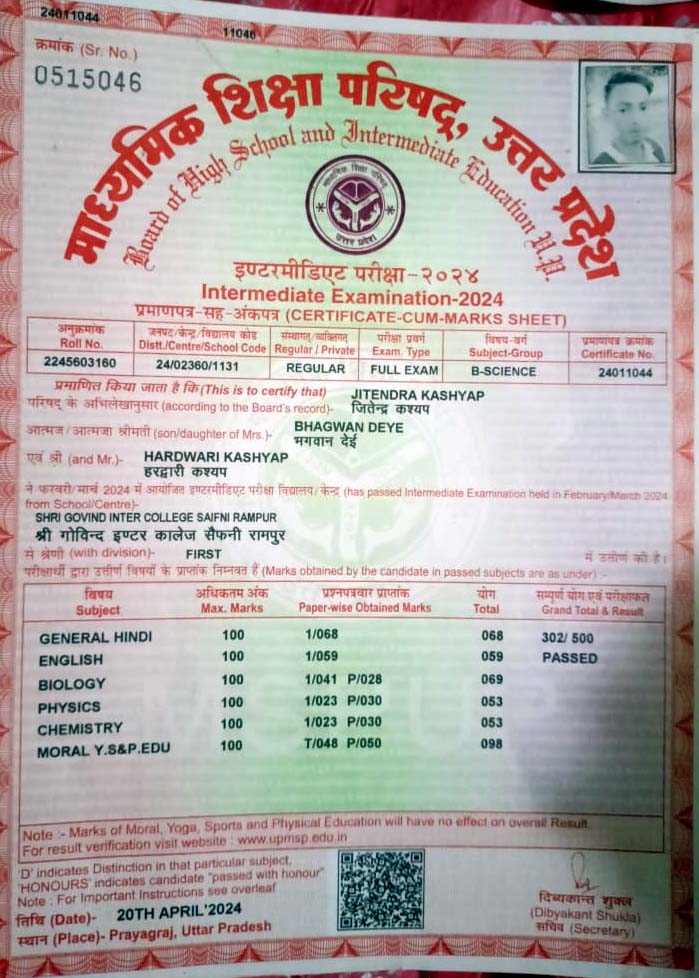 24011044
11046
क्रमांक (Sr. No.)
0515046
माध्यमिक शिक्षा परिषद्, उत्तर प्रदेश
Board of High School and Intermediate Education U.P.
माध्यमिक शिक्षा परिषद
उत्तर प्रदेश
इण्टरमीडिएट परीक्षा-२०२४
Intermediate Examination-2024
प्रमाणपत्र-सह-अंकपत्र (CERTIFICATE-CUM-MARKS SHEET)
अनुक्रमांक जनपद/केन्द्र/विद्यालय कोड संस्थागत/व्यक्तिगत परीक्षा प्रवर्ग विषय-वर्ग प्रमाणपत्र क्रमांक
Roll No. Distt./Centre/School Code Regular / Private Exam. Type Subject-Group Certificate No.
2245603160 24/02360/1131 REGULAR FULL EXAM B-SCIENCE 24011044
प्रमाणित किया जाता है कि (This is to certify that) JITENDRA KASHYAP
परिषद के अभिलेखानुसार (according to the Board's record)- जितेन्द्र कश्यप
आत्मज/आत्मजा श्रीमती (son/daughter of Mrs.)- BHAGWAN DEYE
भगवान देई
एवं श्री (and Mr.)- HARDWARI KASHYAP
हरद्वारी कश्यप
ने फरवरी/मार्च 2024 में आयोजित इण्टरमीडिएट परीक्षा विद्यालय/केन्द्र (has passed Intermediate Examination held in February/March 2024
from School/Centre)-
SHRI GOVIND INTER COLLEGE SAIFNI RAMPUR
श्री गोविन्द इण्टर कालेज सैफनी रामपुर
से श्रेणी (with division)- FIRST में उत्तीर्ण की है।
परीक्षार्थी द्वारा उत्तीर्ण विषयों के प्राप्तांक निम्नवत हैं (Marks obtained by the candidate in passed subjects are as under) :-
विषय अधिकतम अंक प्रश्नपत्रवार प्राप्तांक योग सम्पूर्ण योग एवं परीक्षाफल
Subject Max. Marks Paper-wise Obtained Marks Total Grand Total & Result
GENERAL HINDI 100 1/068 068 302/ 500
ENGLISH 100 1/059 059 PASSED
BIOLOGY 100 1/041 P/028 069
PHYSICS 100 1/023 P/030 053
CHEMISTRY 100 1/023 P/030 053
MORAL Y.S&P.EDU 100 T/048 P/050 098
Note :- Marks of Moral, Yoga, Sports and Physical Education will have no effect on overall Result.
For result verification visit website : www.upmsp.edu.in
'D' indicates Distinction in that particular subject,
'HONOURS' indicates candidate "passed with honour"
Note : For Important Instructions see overleaf
तिथि (Date)- 20TH APRIL'2024
स्थान (Place)- Prayagraj, Uttar Pradesh
दिब्यकान्त शुक्ल
(Dibyakant Shukla)
सचिव (Secretary)